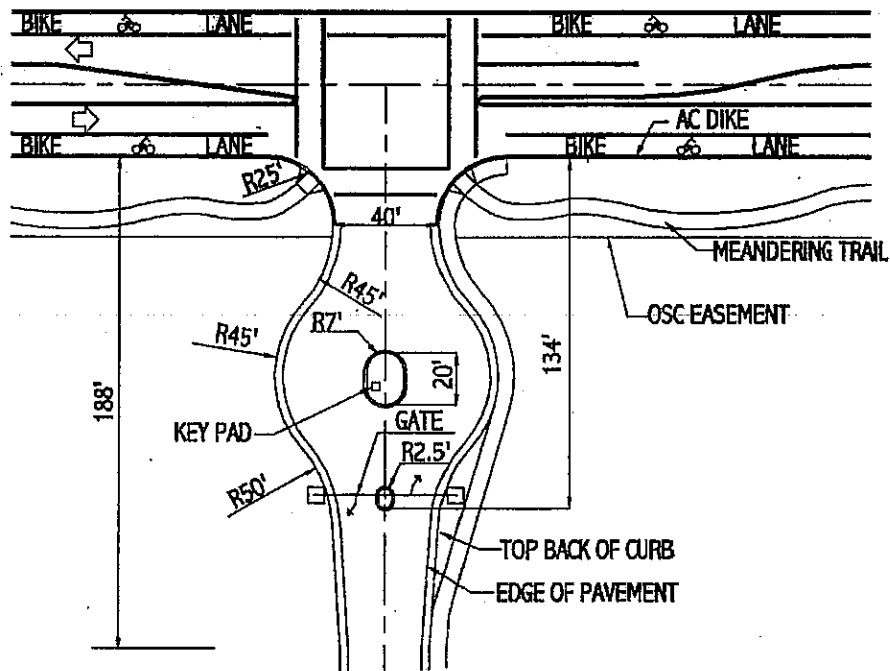 BIKE LANE BIKE LANE
AC DIKE
BIKE LANE BIKE LANE
R25'
40'
MEANDERING TRAIL
R45'
OSC EASEMENT
R7'
R45'
134'
20'
188'
KEY PAD
GATE
R2.5'
R50'
TOP BACK OF CURB
EDGE OF PAVEMENT